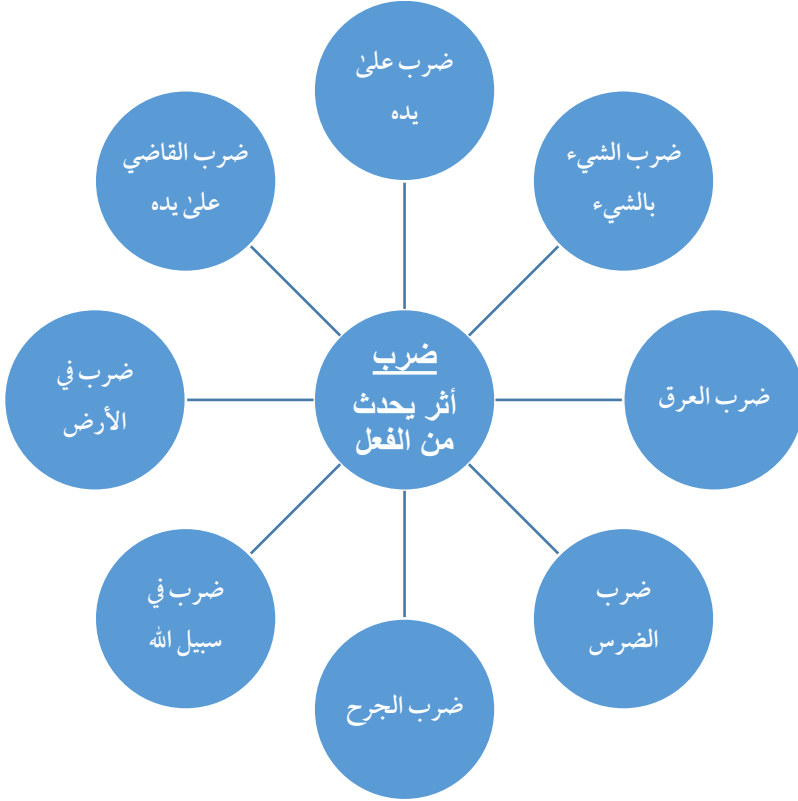 ضرب علىٰ
يده
ضرب الشيء
بالشيء
ضرب العرق
ضرب
الضرس
ضرب الجرح
ضرب في
سبيل الله
ضرب في
الأرض
ضرب القاضي
علىٰ يده
ضرب
أثر يحدث
من الفعل